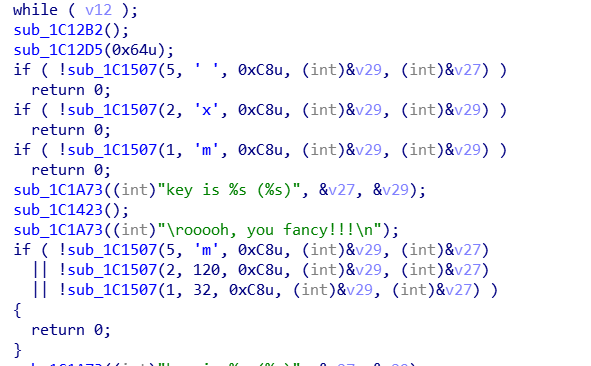 while ( v12 );
sub_1C12B2();
sub_1C12D5(0x64u);
if ( !sub_1C1507(5, ' ', 0xC8u, (int)&v29, (int)&v27) )
  return 0;
if ( !sub_1C1507(2, 'x', 0xC8u, (int)&v29, (int)&v29) )
  return 0;
if ( !sub_1C1507(1, 'm', 0xC8u, (int)&v29, (int)&v29) )
  return 0;
sub_1C1A73((int)"key is %s (%s)", &v27, &v29);
sub_1C1423();
sub_1C1A73((int)"\rooooh, you fancy!!!\n");
if ( !sub_1C1507(5, 'm', 0xC8u, (int)&v29, (int)&v27)
  || !sub_1C1507(2, 120, 0xC8u, (int)&v29, (int)&v27)
  || !sub_1C1507(1, 32, 0xC8u, (int)&v29, (int)&v27) )
{
  return 0;
}